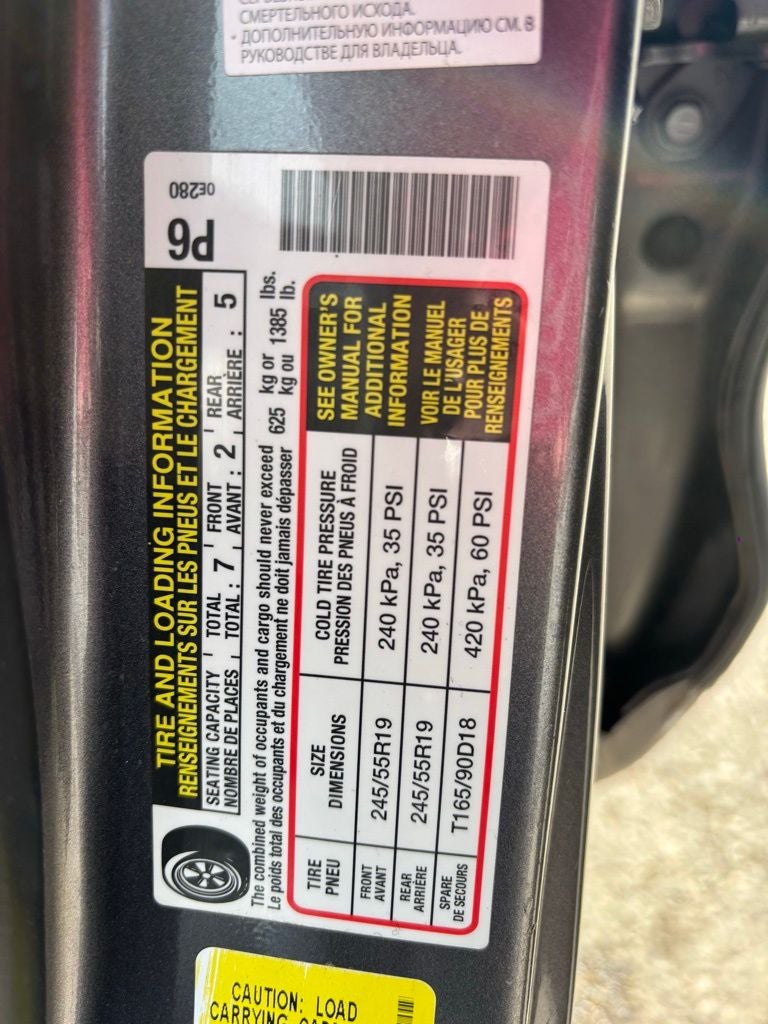 СМЕРТЕЛЬНОГО ИСХОДА.
• ДОПОЛНИТЕЛЬНУЮ ИНФОРМАЦИЮ СМ. В
РУКОВОДСТВЕ ДЛЯ ВЛАДЕЛЬЦА.
0E280
P6
TIRE AND LOADING INFORMATION
RENSEIGNEMENTS SUR LES PNEUS ET LE CHARGEMENT
SEATING CAPACITY TOTAL FRONT REAR
NOMBRE DE PLACES TOTAL : 7 AVANT : 2 ARRIÈRE : 5
The combined weight of occupants and cargo should never exceed 625 kg or 1385 lbs.
Le poids total des occupants et du chargement ne doit jamais dépasser kg ou lb.
TIRE SIZE COLD TIRE PRESSURE
PNEU DIMENSIONS PRESSION DES PNEUS À FROID
FRONT
AVANT 245/55R19 240 kPa, 35 PSI
REAR
ARRIÈRE 245/55R19 240 kPa, 35 PSI
SPARE
DE SECOURS T165/90D18 420 kPa, 60 PSI
SEE OWNER'S
MANUAL FOR
ADDITIONAL
INFORMATION
VOIR LE MANUEL
DE L'USAGER
POUR PLUS DE
RENSEIGNEMENTS
CAUTION: LOAD
CARRYING